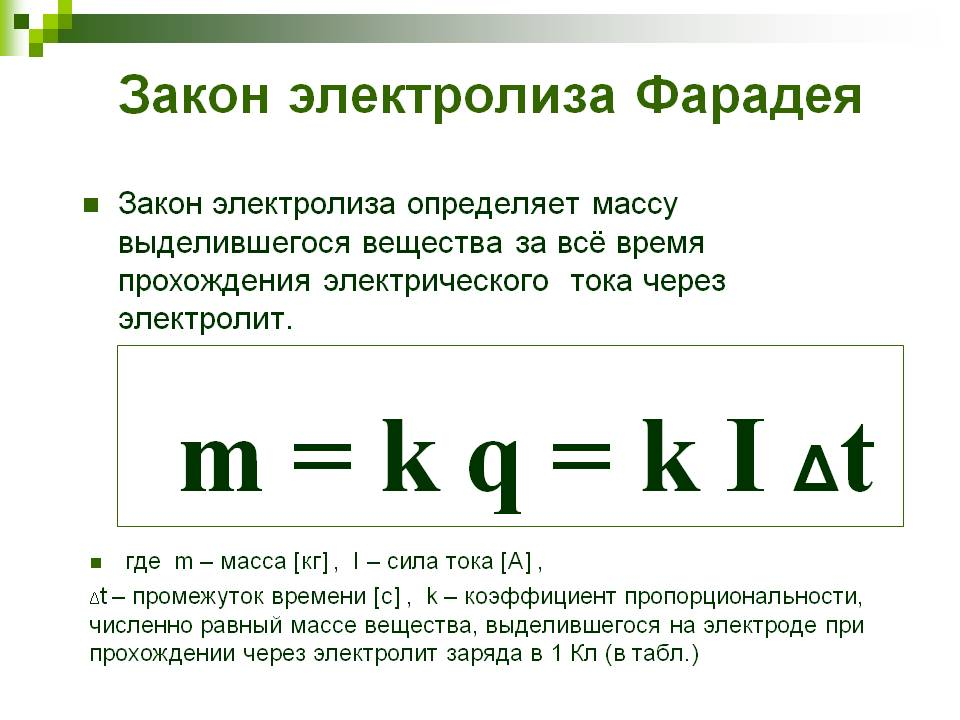 Закон электролиза Фарадея
Закон электролиза определяет массу
выделившегося вещества за всё время
прохождения электрического тока через
электролит.
m = k q = k I Δt
где m – масса [кг] , I – сила тока [А] ,
Δt – промежуток времени [с] , k – коэффициент пропорциональности,
численно равный массе вещества, выделившегося на электроде при
прохождении через электролит заряда в 1 Кл (в табл.)